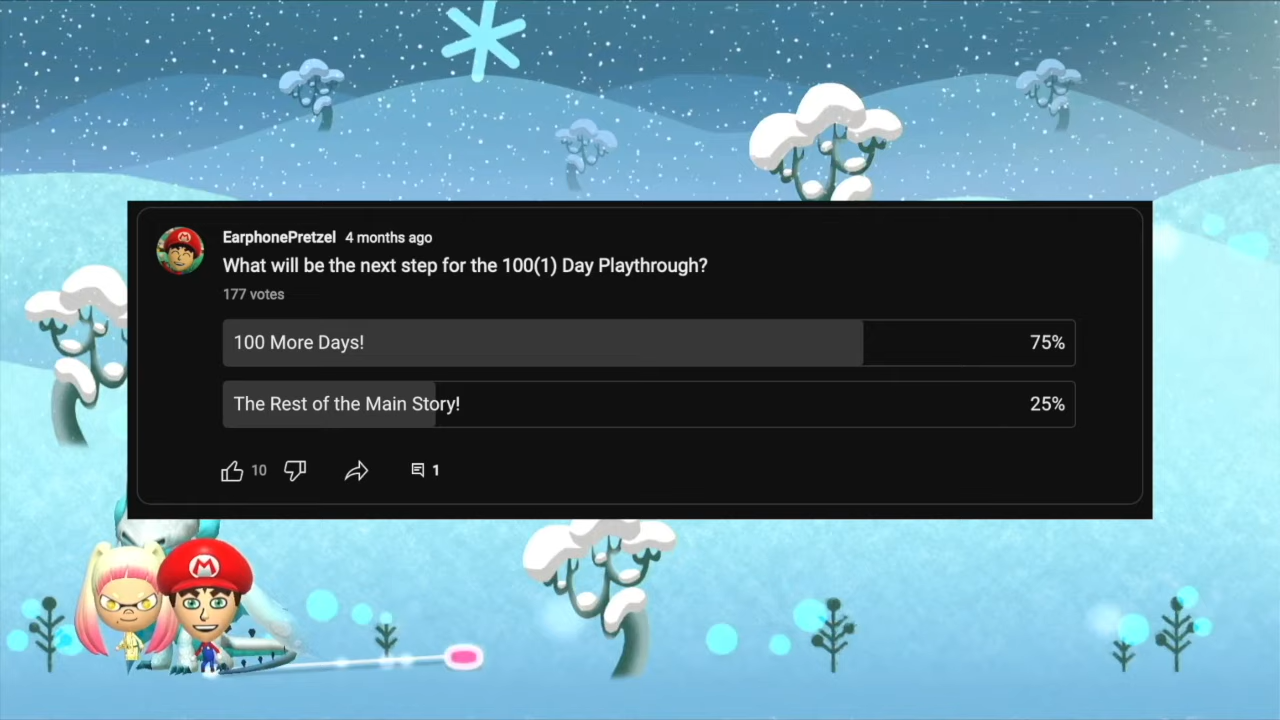 EarphonePretzel 4 months ago
What will be the next step for the 100(1) Day Playthrough?
177 votes
100 More Days! 75%
The Rest of the Main Story! 25%
10 1
M